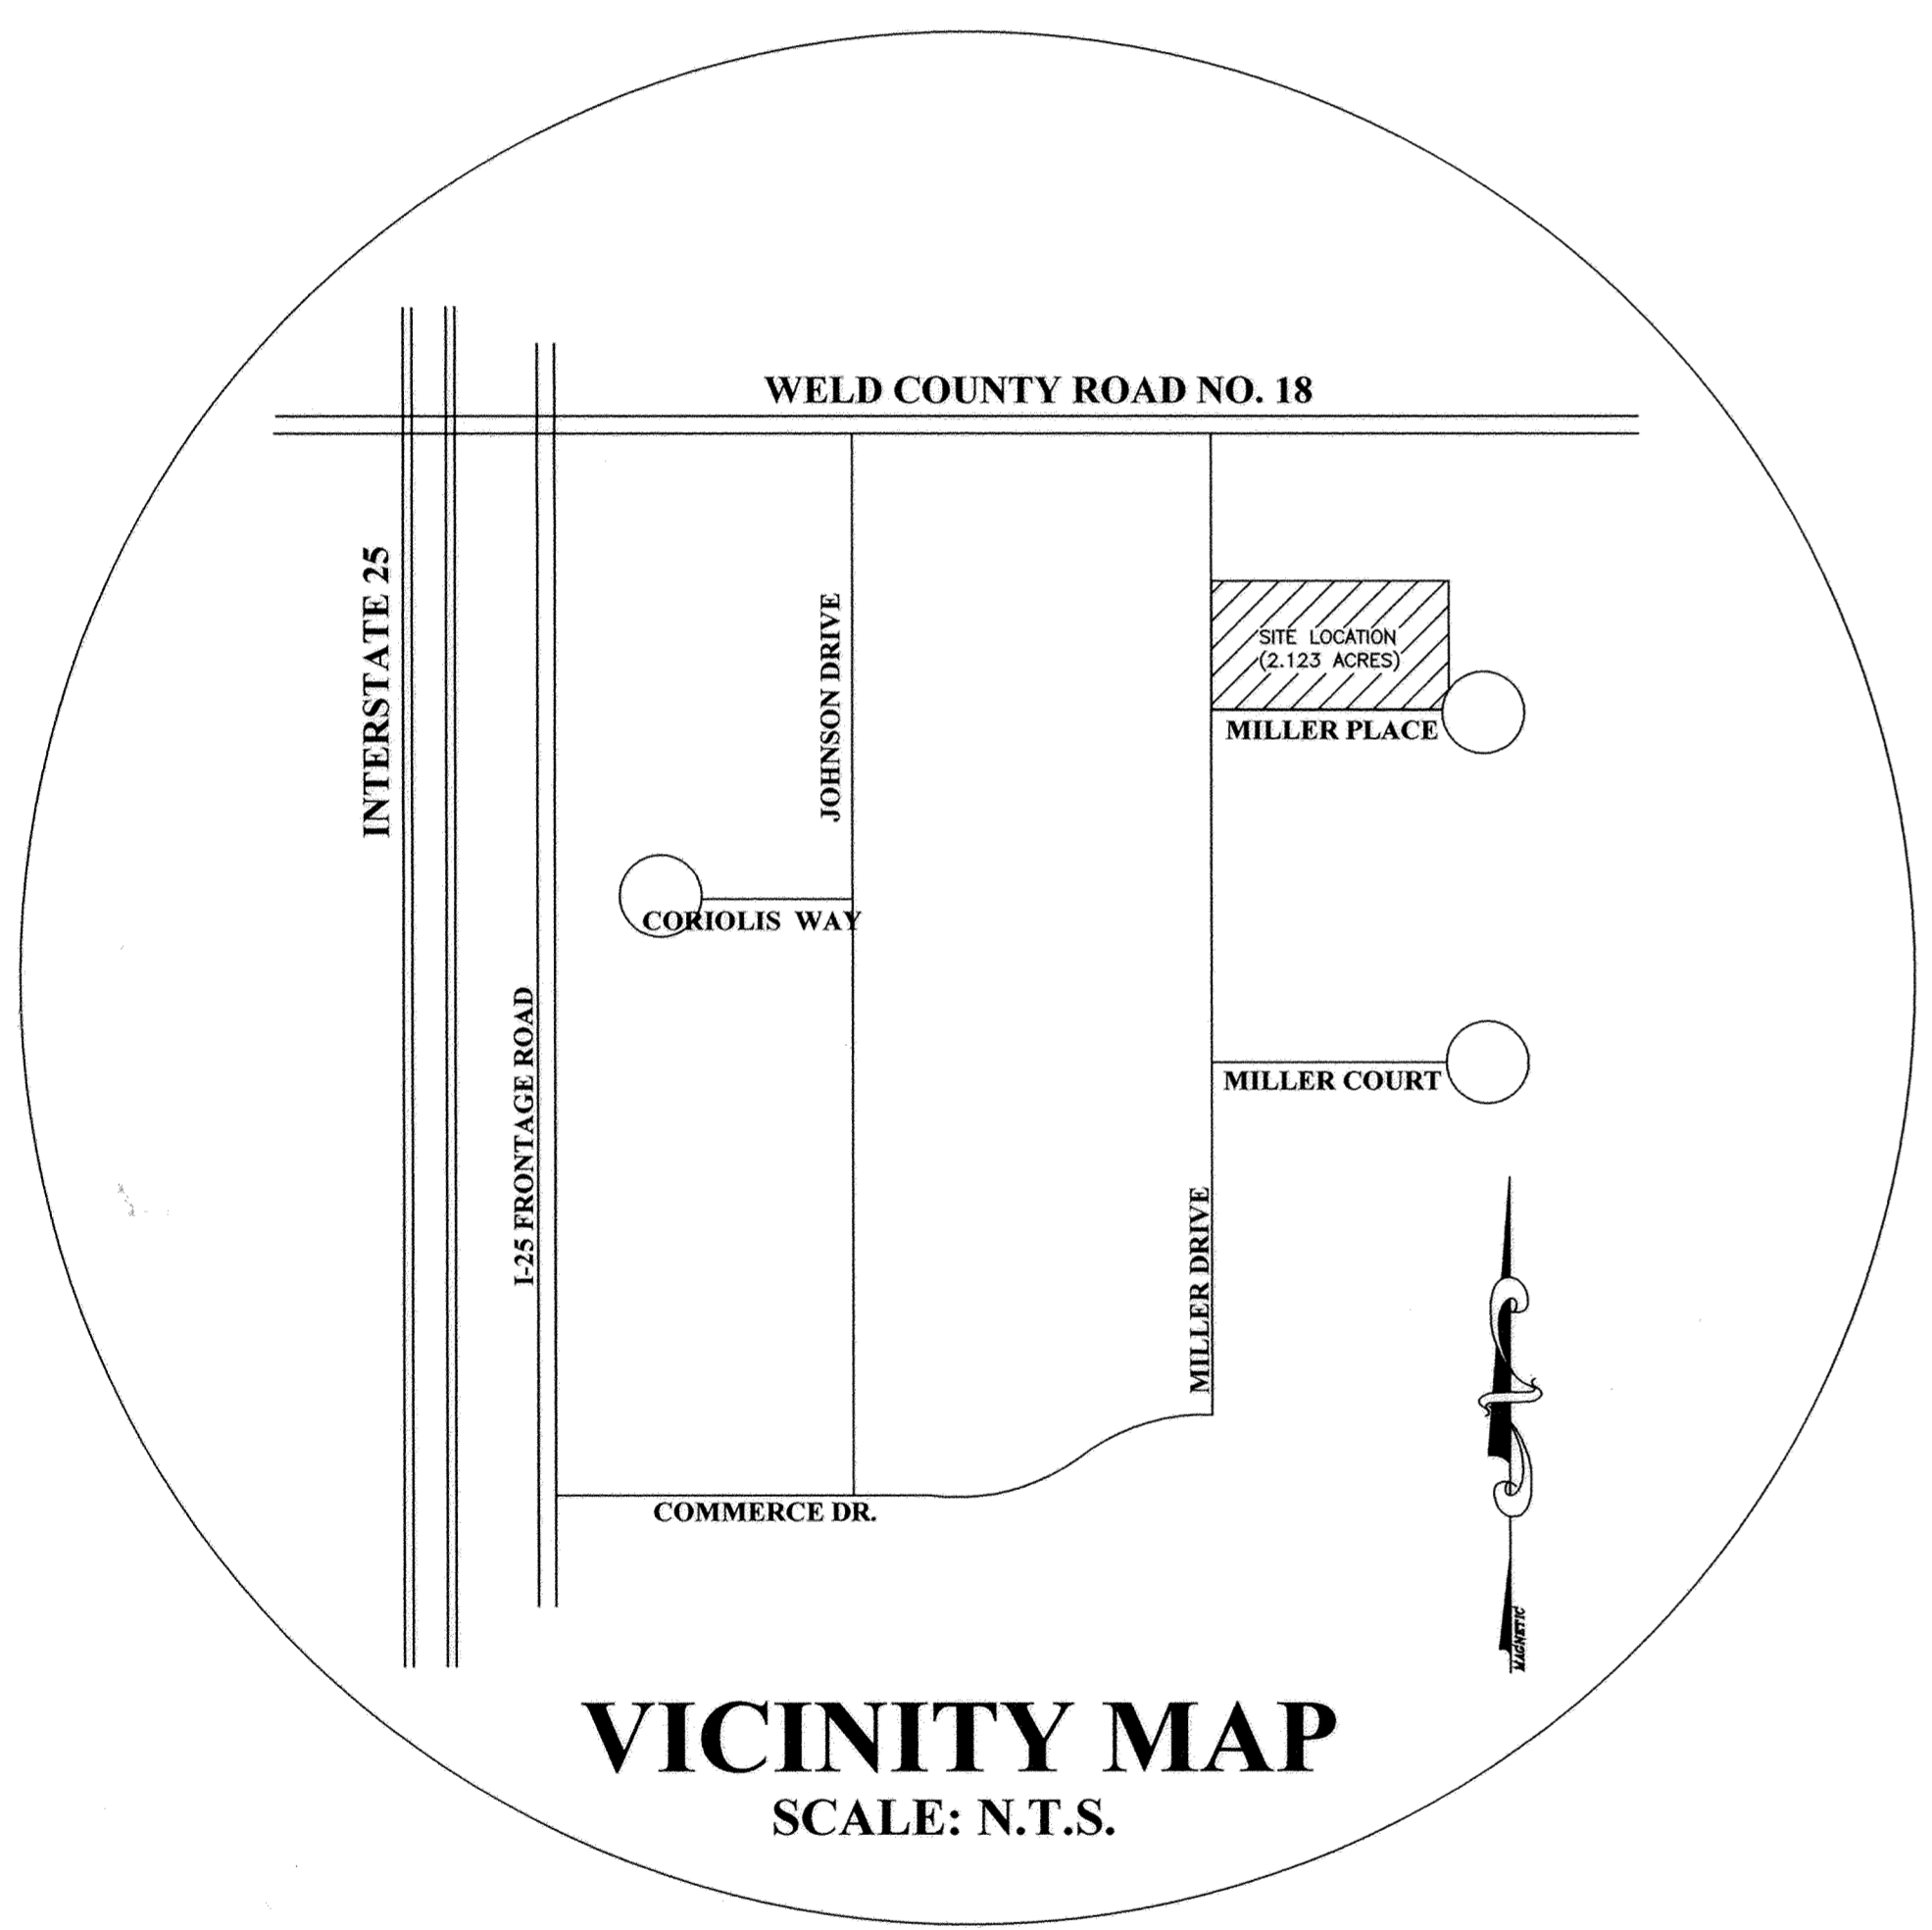 WELD COUNTY ROAD NO. 18
INTERSTATE 25
JOHNSON DRIVE
SITE LOCATION
(2.123 ACRES)
MILLER PLACE
CORIOLIS WAY
I-25 FRONTAGE ROAD
MILLER COURT
MILLER DRIVE
COMMERCE DR.
MAGNETIC
VICINITY MAP
SCALE: N.T.S.